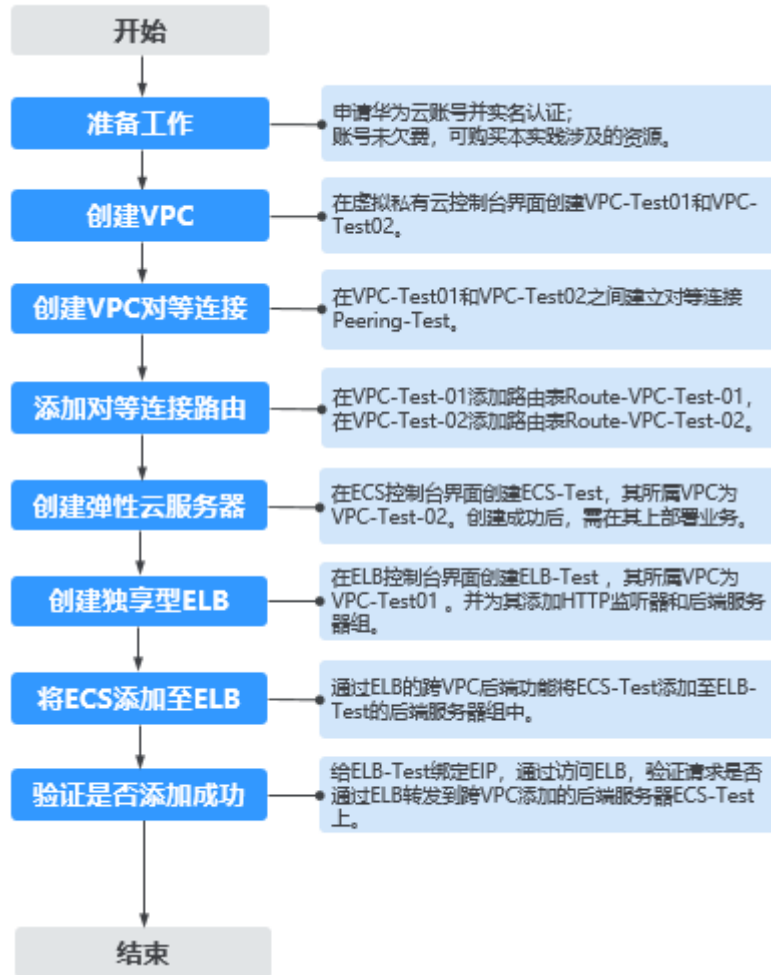 开始
准备工作
申请华为云账号并实名认证;
账号未欠费，可购买本实践涉及的资源。
创建VPC
在虚拟私有云控制台界面创建VPC-Test01和VPC-
Test02。
创建VPC对等连接
在VPC-Test01和VPC-Test02之间建立对等连接
Peering-Test。
添加对等连接路由
在VPC-Test-01添加路由表Route-VPC-Test-01，
在VPC-Test-02添加路由表Route-VPC-Test-02。
创建弹性云服务器
在ECS控制台界面创建ECS-Test，其所属VPC为
VPC-Test-02。创建成功后，需在其上部署业务。
创建独享型ELB
在ELB控制台界面创建ELB-Test ，其所属VPC为
VPC-Test01 。并为其添加HTTP监听器和后端服务
器组。
将ECS添加至ELB
通过ELB的跨VPC后端功能将ECS-Test添加至ELB-
Test的后端服务器组中。
验证是否添加成功
给ELB-Test绑定EIP，通过访问ELB，验证请求是否
通过ELB转发到跨VPC添加的后端服务器ECS-Test
上。
结束